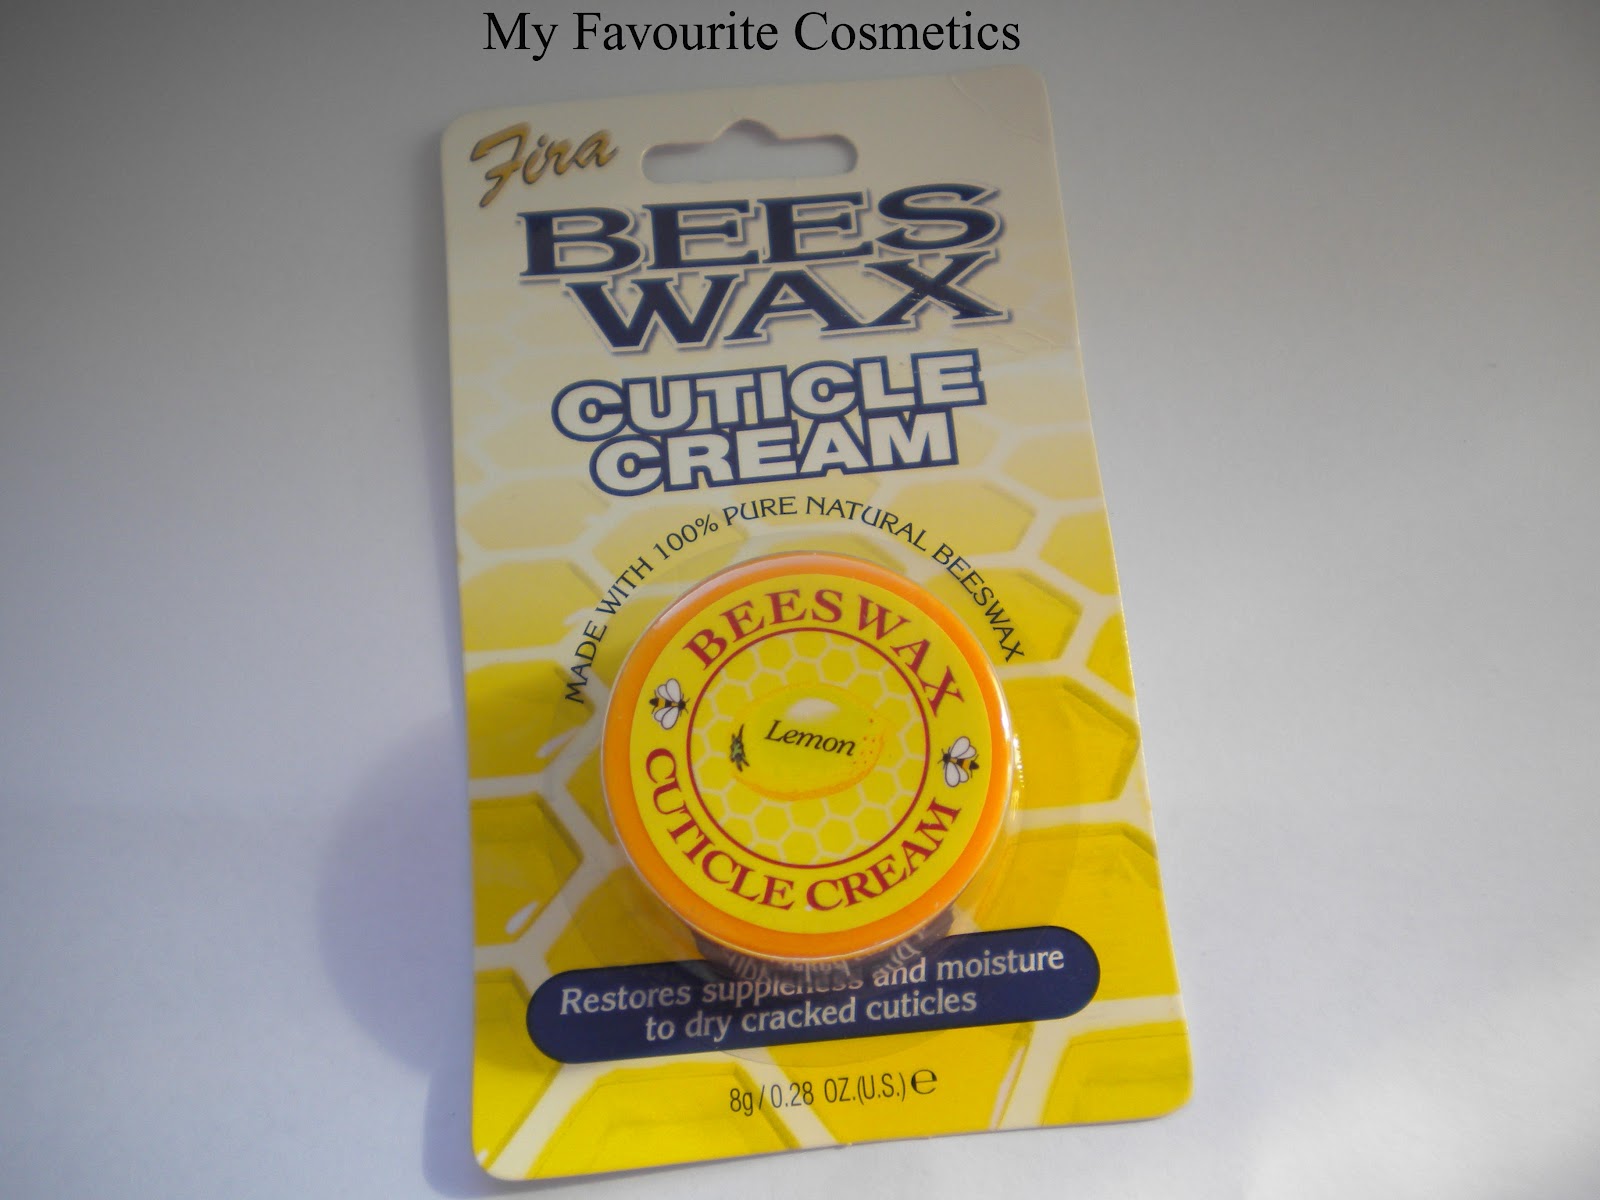 My Favourite Cosmetics
Fira
BEES
WAX
CUTICLE
CREAM
MADE WITH 100% PURE NATURAL BEESWAX
BEESWAX
Lemon
CUTICLE CREAM
Restores suppleness and moisture
to dry cracked cuticles
8g/0.28 OZ.(U.S.) ℮